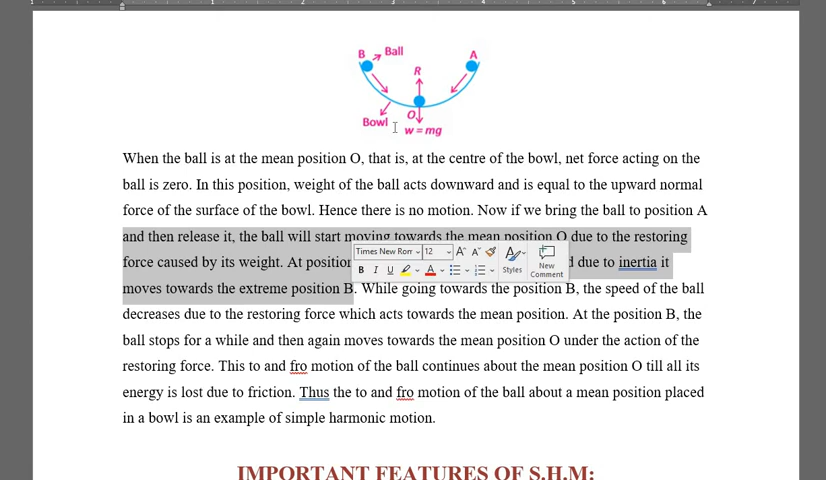 B Ball A
R
O
Bowl
w = mg
When the ball is at the mean position O, that is, at the centre of the bowl, net force acting on the
ball is zero. In this position, weight of the ball acts downward and is equal to the upward normal
force of the surface of the bowl. Hence there is no motion. Now if we bring the ball to position A
and then release it, the ball will start moving towards the mean position O due to the restoring
force caused by its weight. At position d due to inertia it
Times New Rom 12 A A A
B I U A Styles New
Comment
moves towards the extreme position B. While going towards the position B, the speed of the ball
decreases due to the restoring force which acts towards the mean position. At the position B, the
ball stops for a while and then again moves towards the mean position O under the action of the
restoring force. This to and fro motion of the ball continues about the mean position O till all its
energy is lost due to friction. Thus the to and fro motion of the ball about a mean position placed
in a bowl is an example of simple harmonic motion.
IMPORTANT FEATURES OF S.H.M: